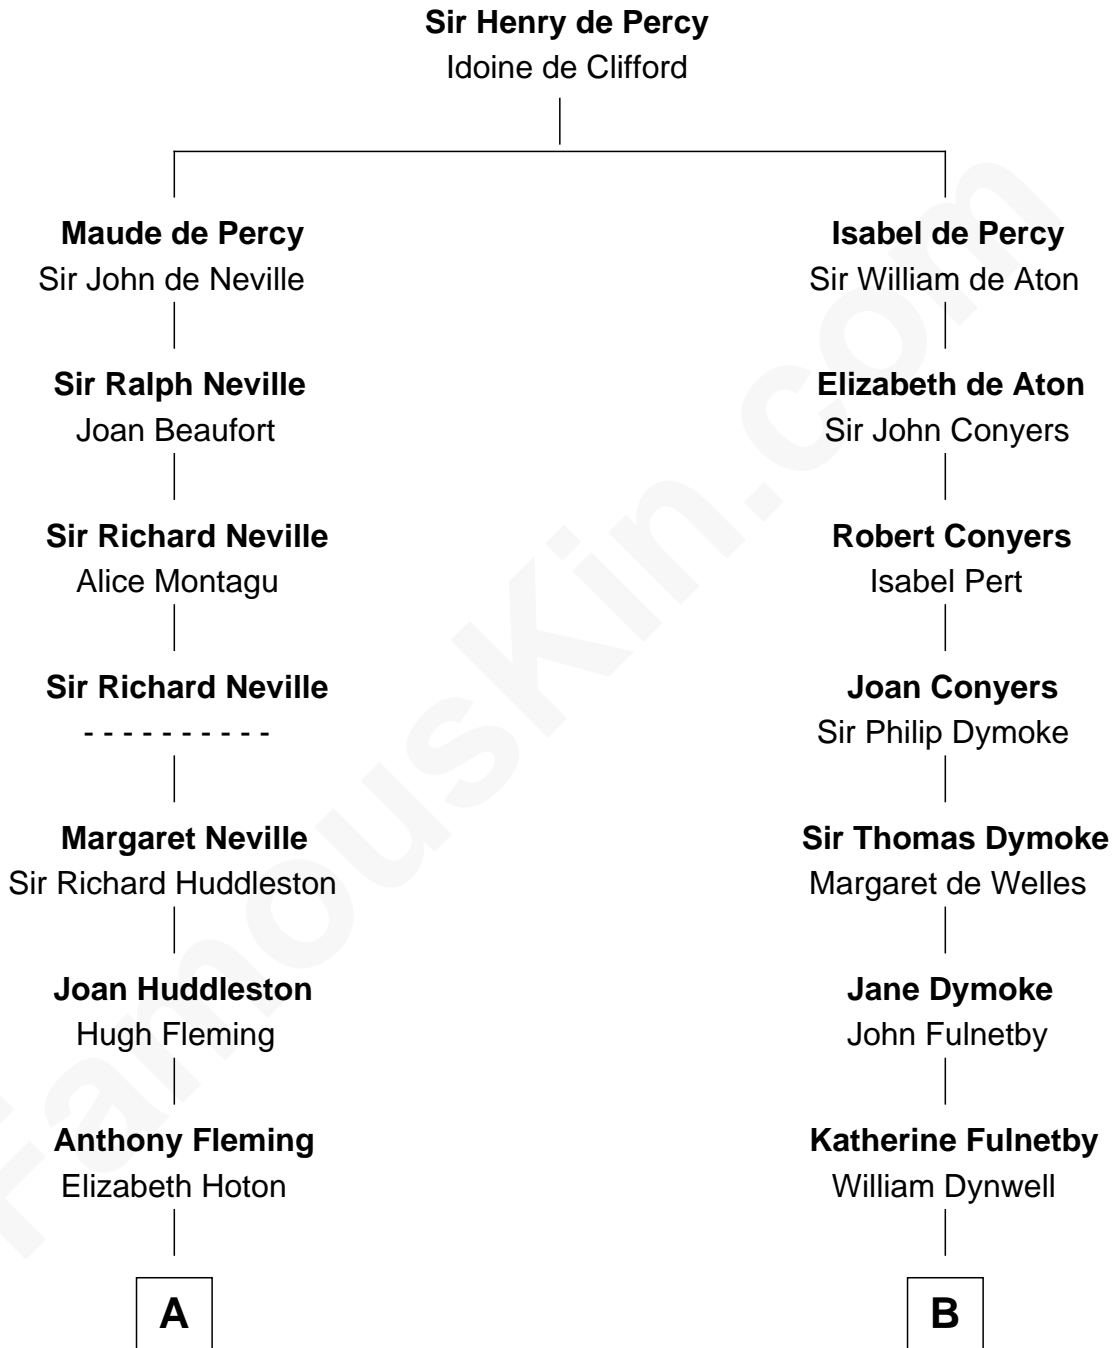 Sir Henry de Percy
Idoine de Clifford
Maude de Percy
Sir John de Neville
Isabel de Percy
Sir William de Aton
Sir Ralph Neville
Joan Beaufort
Elizabeth de Aton
Sir John Conyers
Sir Richard Neville
Alice Montagu
Robert Conyers
Isabel Pert
Sir Richard Neville
- - - - - - - - - -
Joan Conyers
Sir Philip Dymoke
Margaret Neville
Sir Richard Huddleston
Sir Thomas Dymoke
Margaret de Welles
Joan Huddleston
Hugh Fleming
Jane Dymoke
John Fulnetby
Anthony Fleming
Elizabeth Hoton
Katherine Fulnetby
William Dynwell
A
B
FamousKin.com